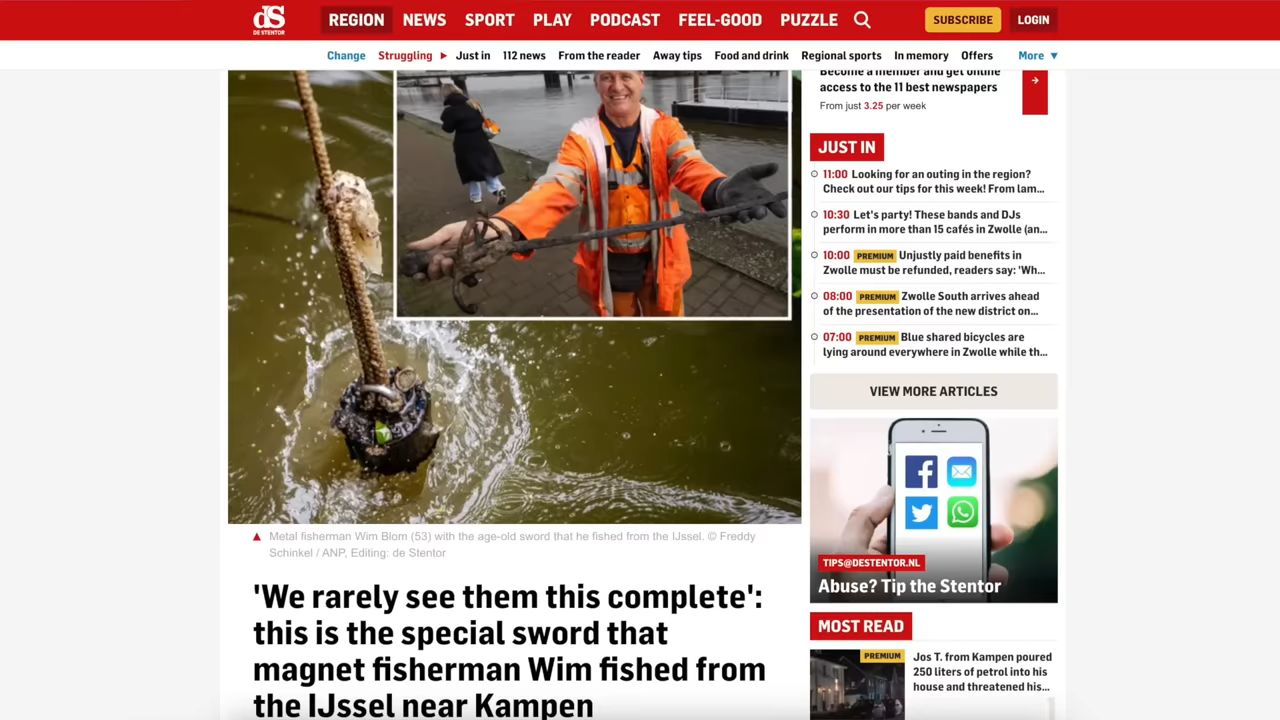 dS
DE STENTOR
REGION NEWS SPORT PLAY PODCAST FEEL-GOOD PUZZLE
SUBSCRIBE LOGIN
Change Struggling Just in 112 news From the reader Away tips Food and drink Regional sports In memory Offers More
Metal fisherman Wim Blom (53) with the age-old sword that he fished from the IJssel. © Freddy
Schinkel / ANP, Editing: de Stentor
'We rarely see them this complete':
this is the special sword that
magnet fisherman Wim fished from
the IJssel near Kampen
Become a member and get online
access to the 11 best newspapers
From just 3.25 per week
JUST IN
11:00 Looking for an outing in the region?
Check out our tips for this week! From lam...
10:30 Let's party! These bands and DJs
perform in more than 15 cafés in Zwolle (an...
10:00 PREMIUM Unjustly paid benefits in
Zwolle must be refunded, readers say: 'Wh...
08:00 PREMIUM Zwolle South arrives ahead
of the presentation of the new district on...
07:00 PREMIUM Blue shared bicycles are
lying around everywhere in Zwolle while th...
VIEW MORE ARTICLES
TIPS@DESTENTOR.NL
Abuse? Tip the Stentor
MOST READ
PREMIUM
Jos T. from Kampen poured
250 liters of petrol into his
house and threatened his...